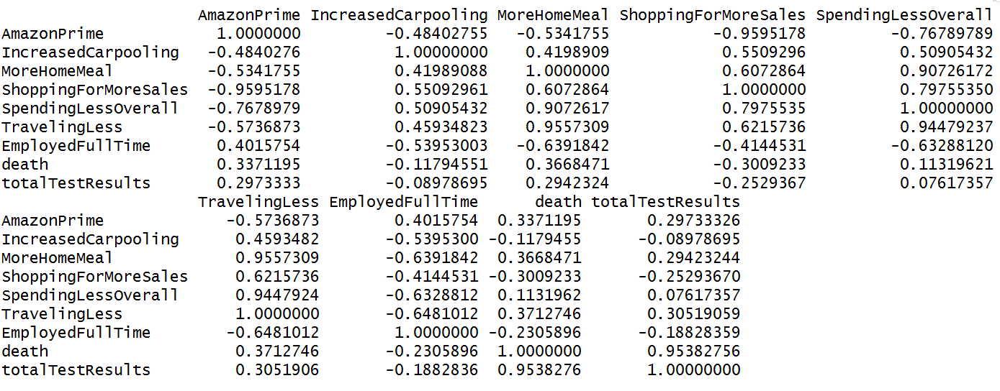 AmazonPrime IncreasedCarpooling MoreHomeMeal ShoppingForMoreSales SpendingLessOverall
AmazonPrime 1.0000000 -0.48402755 -0.5341755 -0.9595178 -0.76789789
IncreasedCarpooling -0.4840276 1.00000000 0.4198909 0.5509296 0.50905432
MoreHomeMeal -0.5341755 0.41989088 1.0000000 0.6072864 0.90726172
ShoppingForMoreSales -0.9595178 0.55092961 0.6072864 1.0000000 0.79755350
SpendingLessOverall -0.7678979 0.50905432 0.9072617 0.7975535 1.00000000
TravelingLess -0.5736873 0.45934823 0.9557309 0.6215736 0.94479237
EmployedFullTime 0.4015754 -0.53953003 -0.6391842 -0.4144531 -0.63288120
death 0.3371195 -0.11794551 0.3668471 -0.3009233 0.11319621
totalTestResults 0.2973333 -0.08978695 0.2942324 -0.2529367 0.07617357
TravelingLess EmployedFullTime death totalTestResults
AmazonPrime -0.5736873 0.4015754 0.3371195 0.29733326
IncreasedCarpooling 0.4593482 -0.5395300 -0.1179455 -0.08978695
MoreHomeMeal 0.9557309 -0.6391842 0.3668471 0.29423244
ShoppingForMoreSales 0.6215736 -0.4144531 -0.3009233 -0.25293670
SpendingLessOverall 0.9447924 -0.6328812 0.1131962 0.07617357
TravelingLess 1.0000000 -0.6481012 0.3712746 0.30519059
EmployedFullTime -0.6481012 1.0000000 -0.2305896 -0.18828359
death 0.3712746 -0.2305896 1.0000000 0.95382756
totalTestResults 0.3051906 -0.1882836 0.9538276 1.00000000